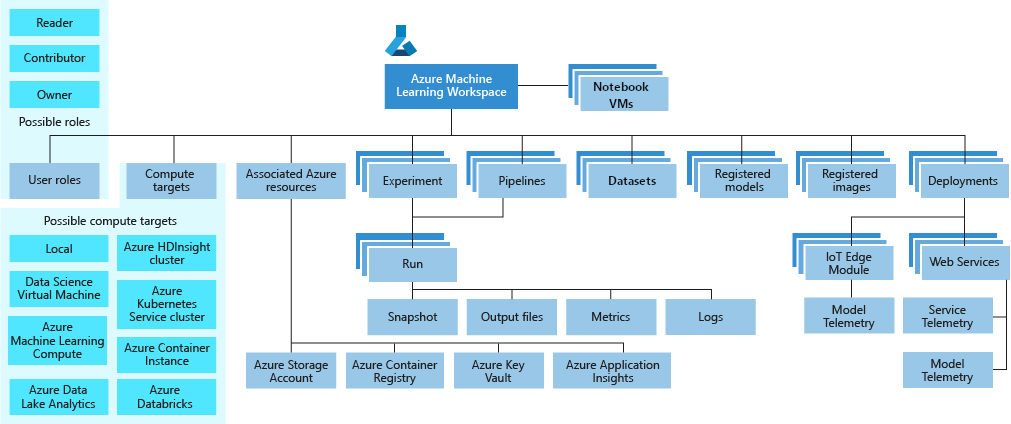 Reader
Contributor
Owner
Possible roles
Azure Machine
Learning Workspace
Notebook
VMs
User roles
Compute
targets
Associated Azure
resources
Experiment
Pipelines
Datasets
Registered
models
Registered
images
Deployments
Possible compute targets
Local
Azure HDInsight
cluster
Data Science
Virtual Machine
Azure
Kubernetes
Service cluster
Azure
Machine Learning
Compute
Azure Container
Instance
Azure Data
Lake Analytics
Azure
Databricks
Run
IoT Edge
Module
Web Services
Snapshot
Output files
Metrics
Logs
Model
Telemetry
Service
Telemetry
Azure Storage
Account
Azure Container
Registry
Azure Key
Vault
Azure Application
Insights
Model
Telemetry